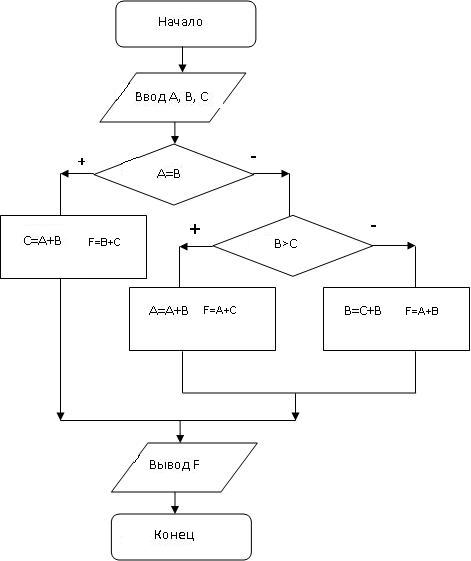 Начало
Ввод A, B, C
+
-
A=B
C=A+B F=B+C
+
-
B>C
A=A+B F=A+C
B=C+B F=A+B
Вывод F
Конец